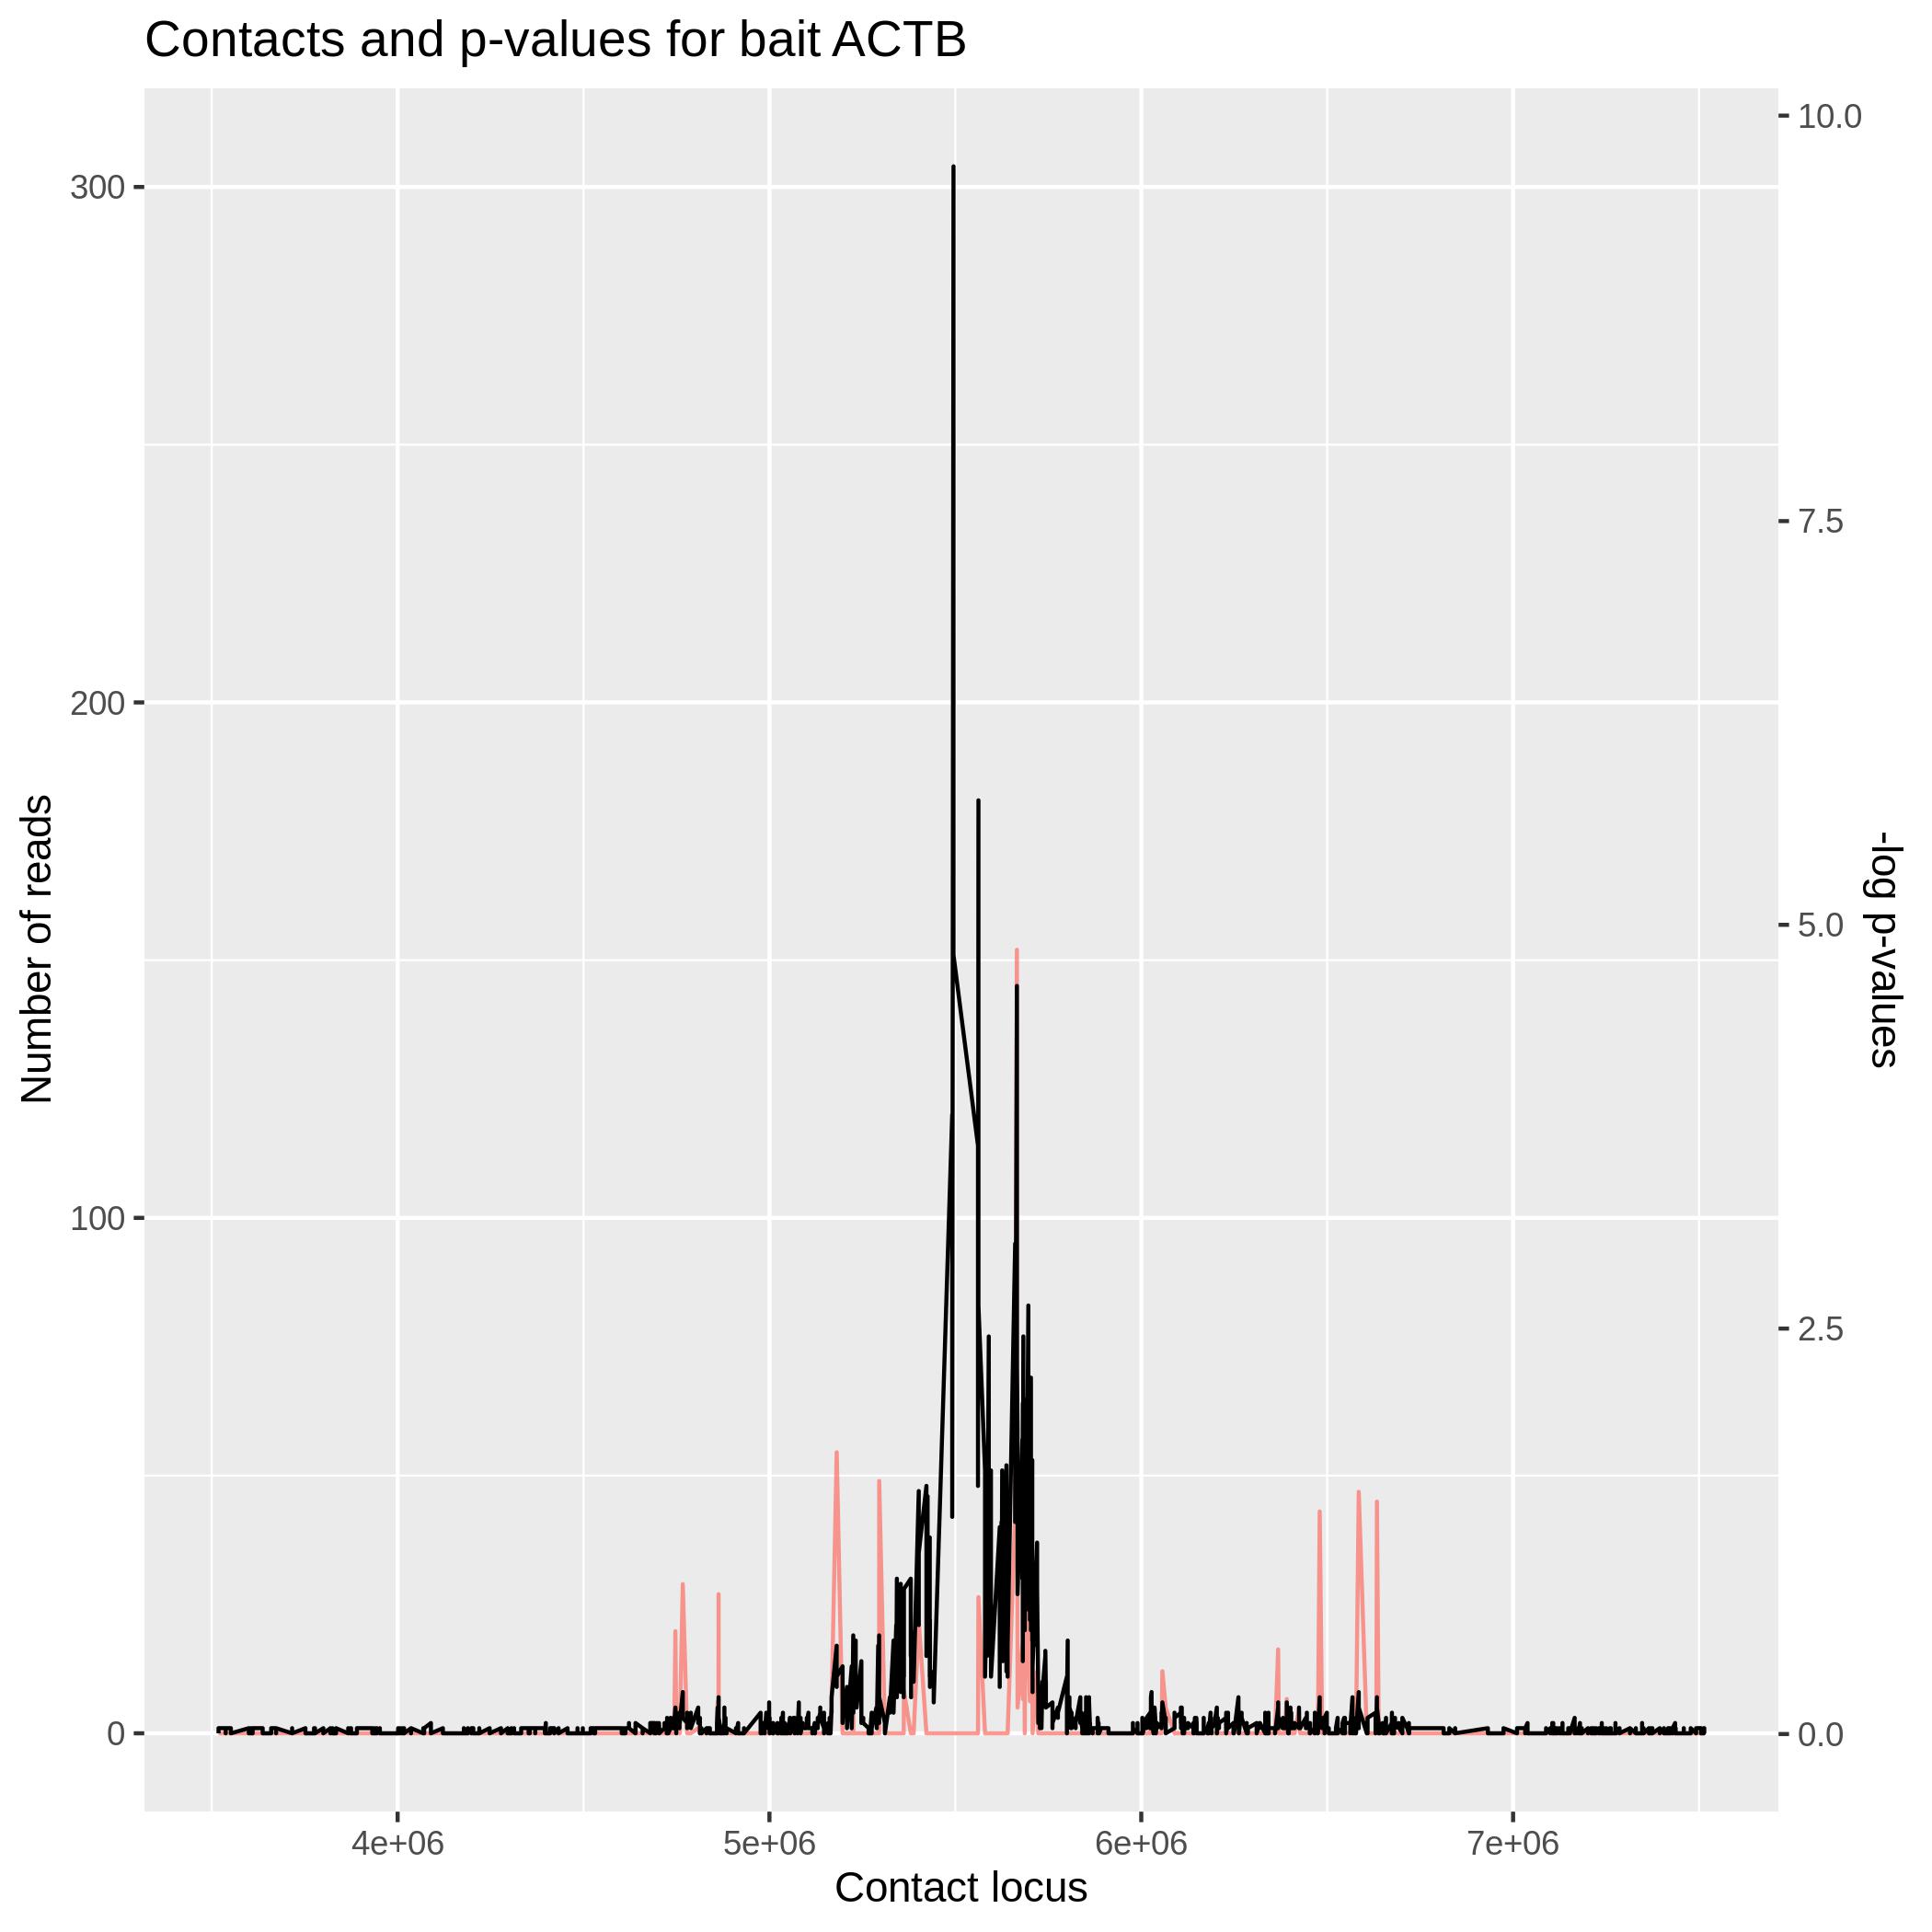 Contacts and p-values for bait ACTB
Number of reads
300
200
100
0
10.0
7.5
5.0
2.5
0.0
-log p-values
4e+06
5e+06
6e+06
7e+06
Contact locus